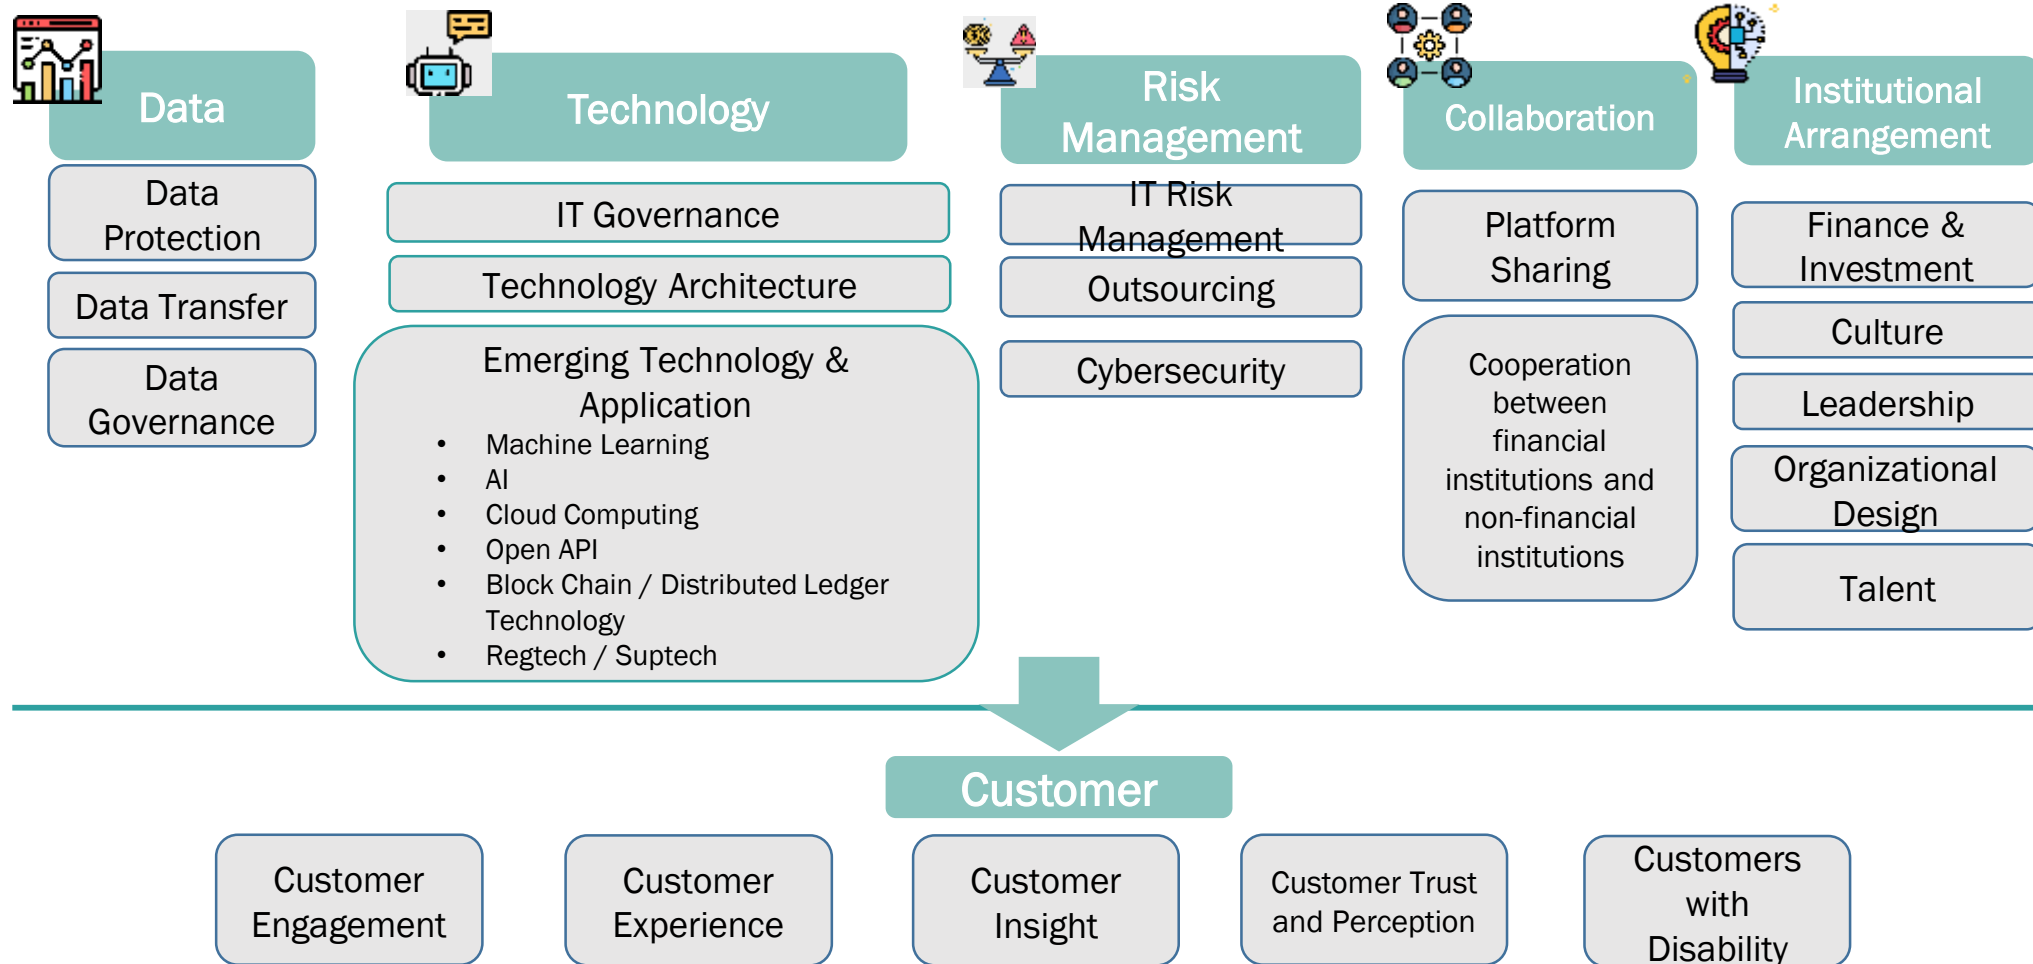 Data
Data
Protection
Data Transfer
Data
Governance
Technology
IT Governance
Technology Architecture
Emerging Technology &
Application
• Machine Learning
• AI
• Cloud Computing
• Open API
• Block Chain / Distributed Ledger
Technology
• Regtech / Suptech
Risk
Management
IT Risk
Management
Outsourcing
Cybersecurity
Collaboration
Platform
Sharing
Cooperation
between
financial
institutions and
non-financial
institutions
Institutional
Arrangement
Finance &
Investment
Culture
Leadership
Organizational
Design
Talent
Customer
Customer
Engagement
Customer
Experience
Customer
Insight
Customer Trust
and Perception
Customers
with
Disability